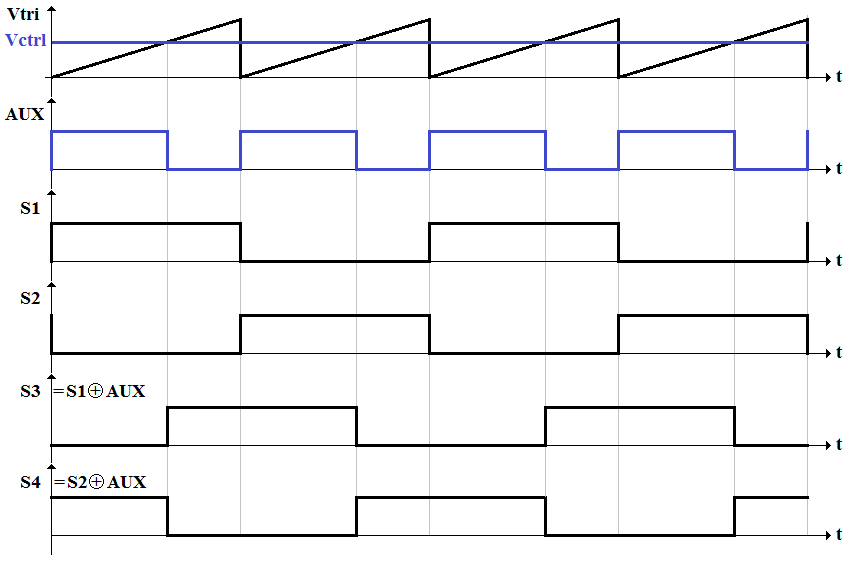 Vtri
Vctrl
t
AUX
t
S1
t
S2
t
S3 =S1⊕AUX
t
S4 =S2⊕AUX
t